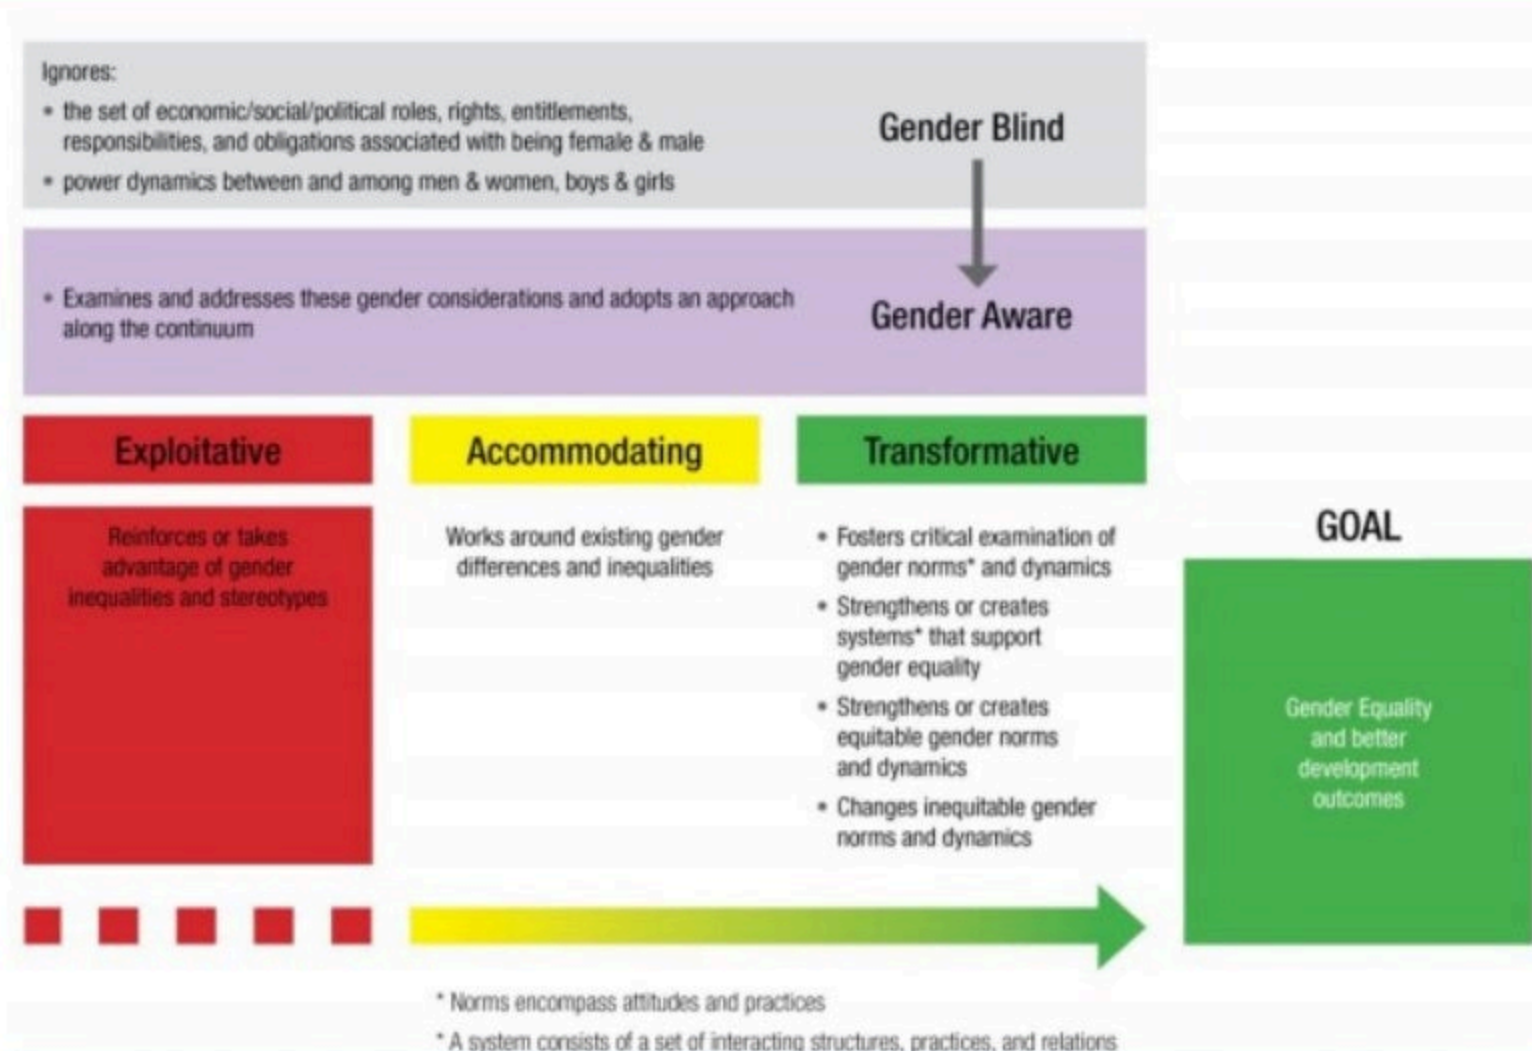 Ignores:
• the set of economic/social/political roles, rights, entitlements,
responsibilities, and obligations associated with being female & male
• power dynamics between and among men & women, boys & girls
Gender Blind
• Examines and addresses these gender considerations and adopts an approach
along the continuum
Gender Aware
Exploitative
Reinforces or takes
advantage of gender
inequalities and stereotypes
Accommodating
Works around existing gender
differences and inequalities
Transformative
• Fosters critical examination of
gender norms* and dynamics
• Strengthens or creates
systems* that support
gender equality
• Strengthens or creates
equitable gender norms
and dynamics
• Changes inequitable gender
norms and dynamics
GOAL
Gender Equality
and better
development
outcomes
* Norms encompass attitudes and practices
* A system consists of a set of interacting structures, practices, and relations